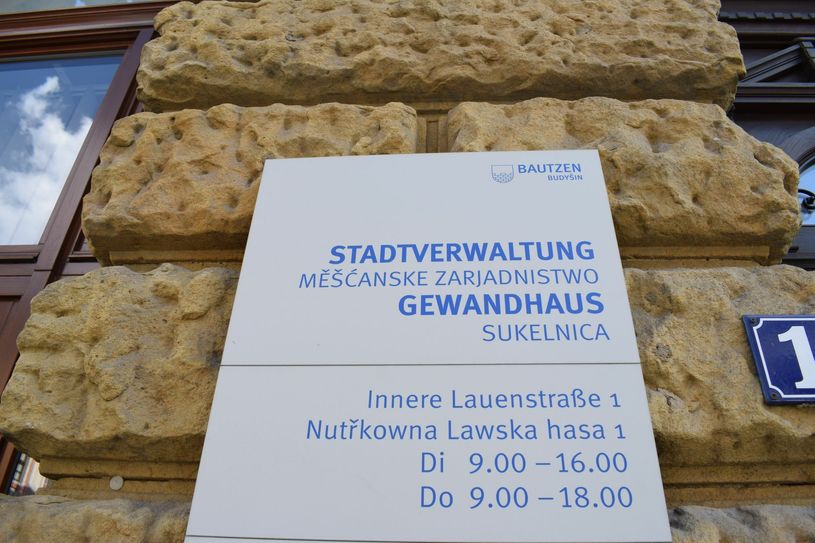 BAUTZEN
BUDYŠIN
STADTVERWALTUNG
MĚŠĆANSKE ZARJADNISTWO
GEWANDHAUS
SUKELNICA
Innere Lauenstraße 1
Nutřkowna Lawska hasa 1
Di 9.00 – 16.00
Do 9.00 – 18.00
1